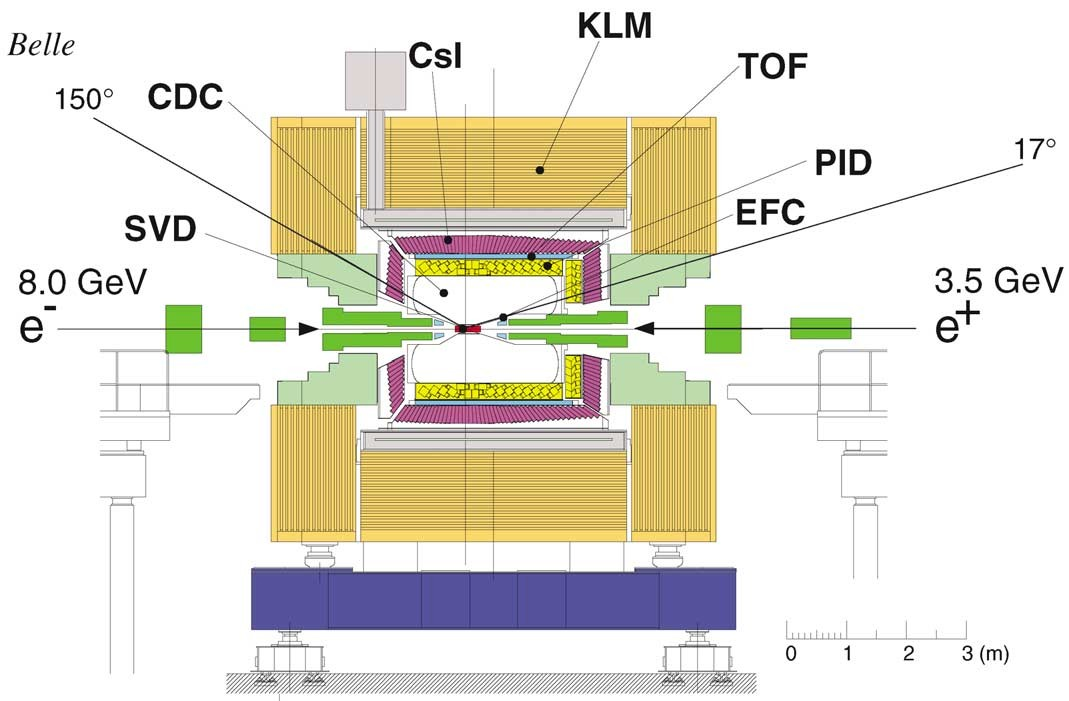 Belle
KLM
CsI
TOF
150°
CDC
17°
PID
EFC
SVD
8.0 GeV
3.5 GeV
e-
e+
0 1 2 3 (m)